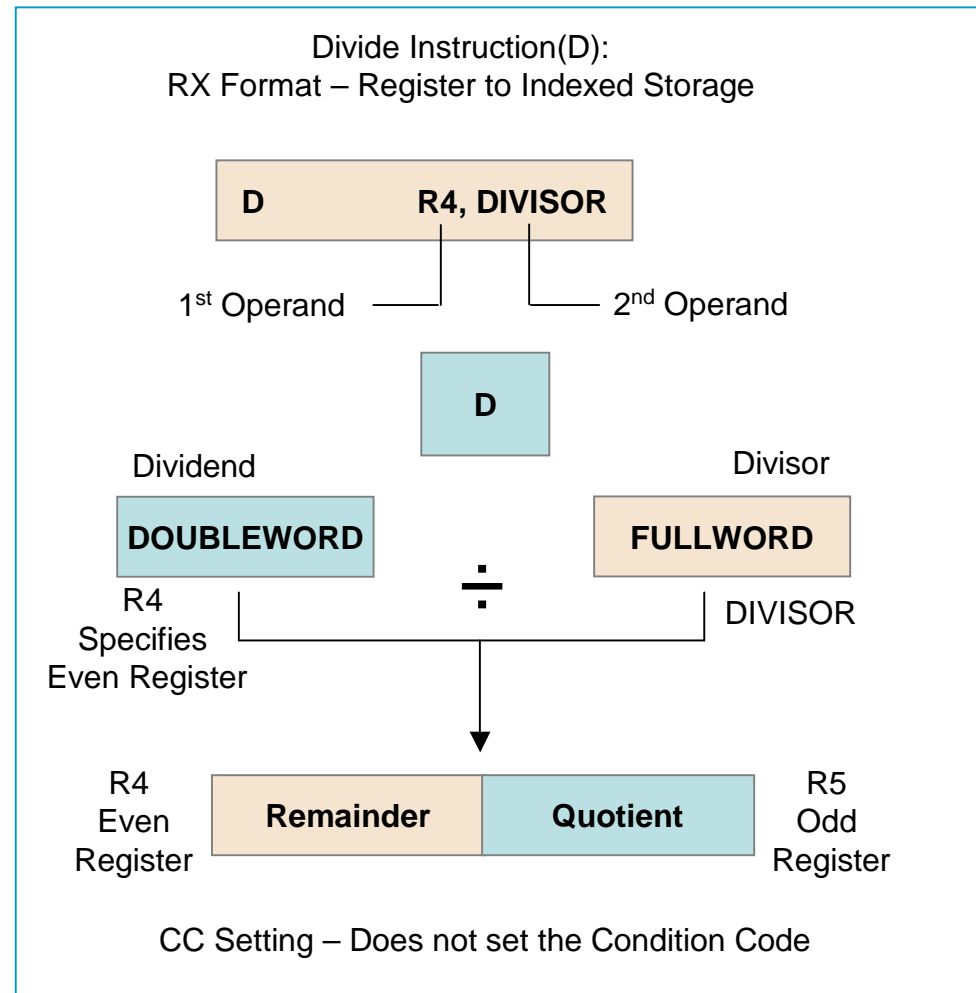 Divide Instruction(D):
RX Format – Register to Indexed Storage
D R4, DIVISOR
1st Operand
2nd Operand
D
Dividend
Divisor
DOUBLEWORD
FULLWORD
÷
R4
Specifies
Even Register
DIVISOR
R4
Even
Register
Remainder
Quotient
R5
Odd
Register
CC Setting – Does not set the Condition Code